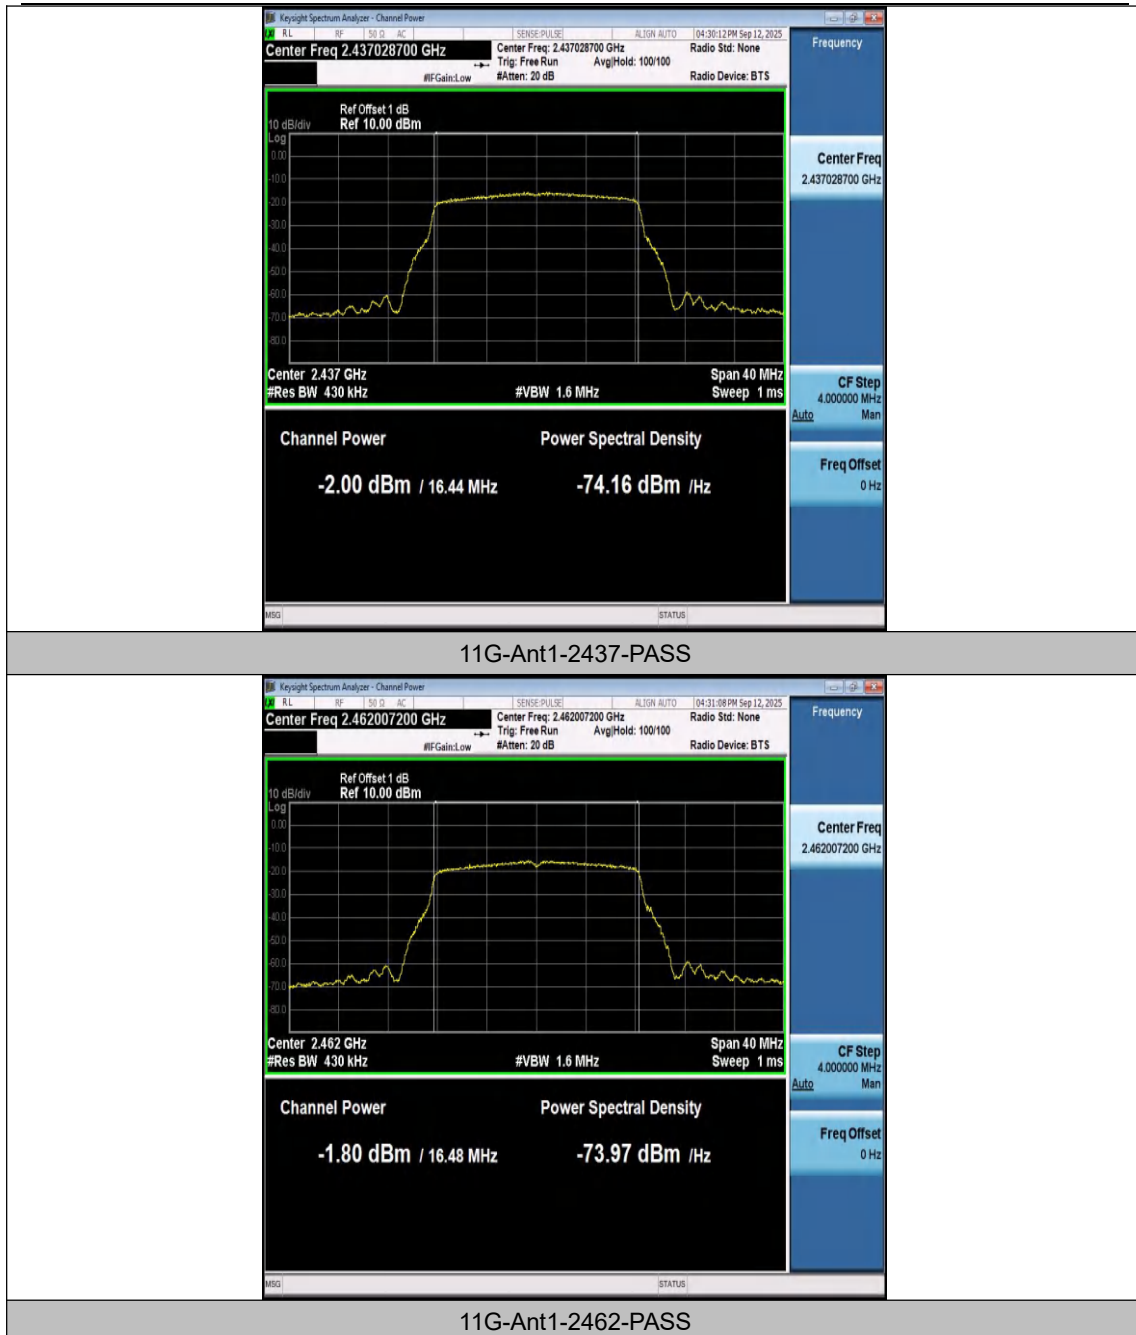 Keysight Spectrum Analyzer - Channel Power
RL RF 50 Ω AC SENSE:PULSE ALIGN AUTO 04:30:12 PM Sep 12, 2025
Center Freq 2.437028700 GHz Center Freq: 2.437028700 GHz Radio Std: None
Trig: Free Run Avg|Hold: 100/100
#IFGain:Low #Atten: 20 dB Radio Device: BTS
Frequency
Ref Offset 1 dB
10 dB/div Ref 10.00 dBm
Log
0.00
-10.0
-20.0
-30.0
-40.0
-50.0
-60.0
-70.0
-80.0
Center Freq
2.437028700 GHz
Center 2.437 GHz Span 40 MHz
#Res BW 430 kHz #VBW 1.6 MHz Sweep 1 ms
CF Step
4.000000 MHz
Auto Man
Channel Power Power Spectral Density
-2.00 dBm / 16.44 MHz -74.16 dBm /Hz
Freq Offset
0 Hz
MSG STATUS
11G-Ant1-2437-PASS
Keysight Spectrum Analyzer - Channel Power
RL RF 50 Ω AC SENSE:PULSE ALIGN AUTO 04:31:08 PM Sep 12, 2025
Center Freq 2.462007200 GHz Center Freq: 2.462007200 GHz Radio Std: None
Trig: Free Run Avg|Hold: 100/100
#IFGain:Low #Atten: 20 dB Radio Device: BTS
Frequency
Ref Offset 1 dB
10 dB/div Ref 10.00 dBm
Log
0.00
-10.0
-20.0
-30.0
-40.0
-50.0
-60.0
-70.0
-80.0
Center Freq
2.462007200 GHz
Center 2.462 GHz Span 40 MHz
#Res BW 430 kHz #VBW 1.6 MHz Sweep 1 ms
CF Step
4.000000 MHz
Auto Man
Channel Power Power Spectral Density
-1.80 dBm / 16.48 MHz -73.97 dBm /Hz
Freq Offset
0 Hz
MSG STATUS
11G-Ant1-2462-PASS